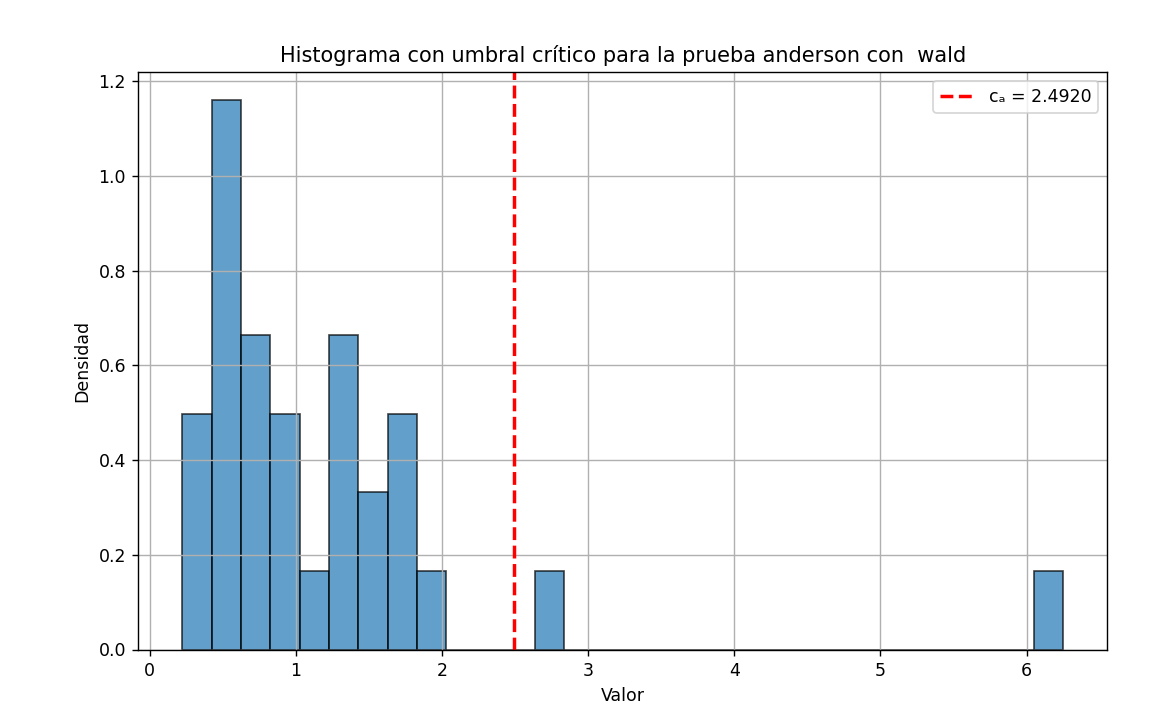 Histograma con umbral crítico para la prueba anderson con  wald
cₐ = 2.4920
1.2
1.0
0.8
0.6
0.4
0.2
0.0
Densidad
0 1 2 3 4 5 6
Valor